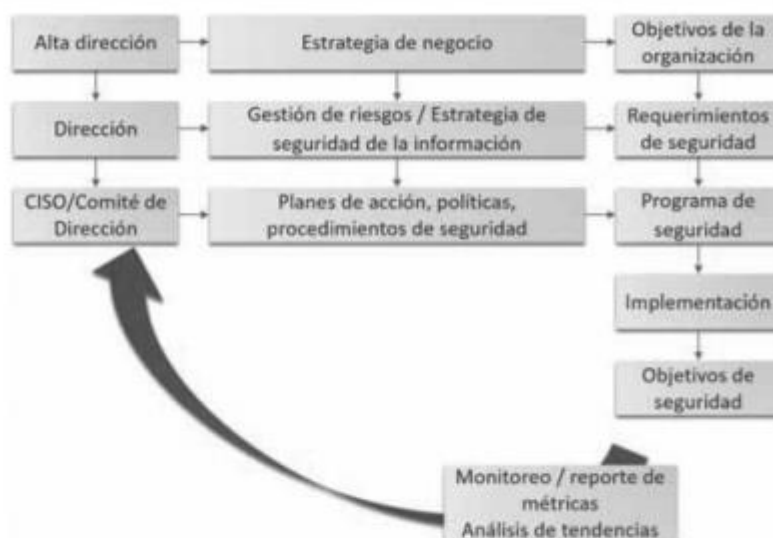 Alta dirección
Estrategia de negocio
Objetivos de la
organización
Dirección
Gestión de riesgos / Estrategia de
seguridad de la información
Requerimientos
de seguridad
CISO/Comité de
Dirección
Planes de acción, políticas,
procedimientos de seguridad
Programa de
seguridad
Implementación
Objetivos de
seguridad
Monitoreo / reporte de
métricas
Análisis de tendencias